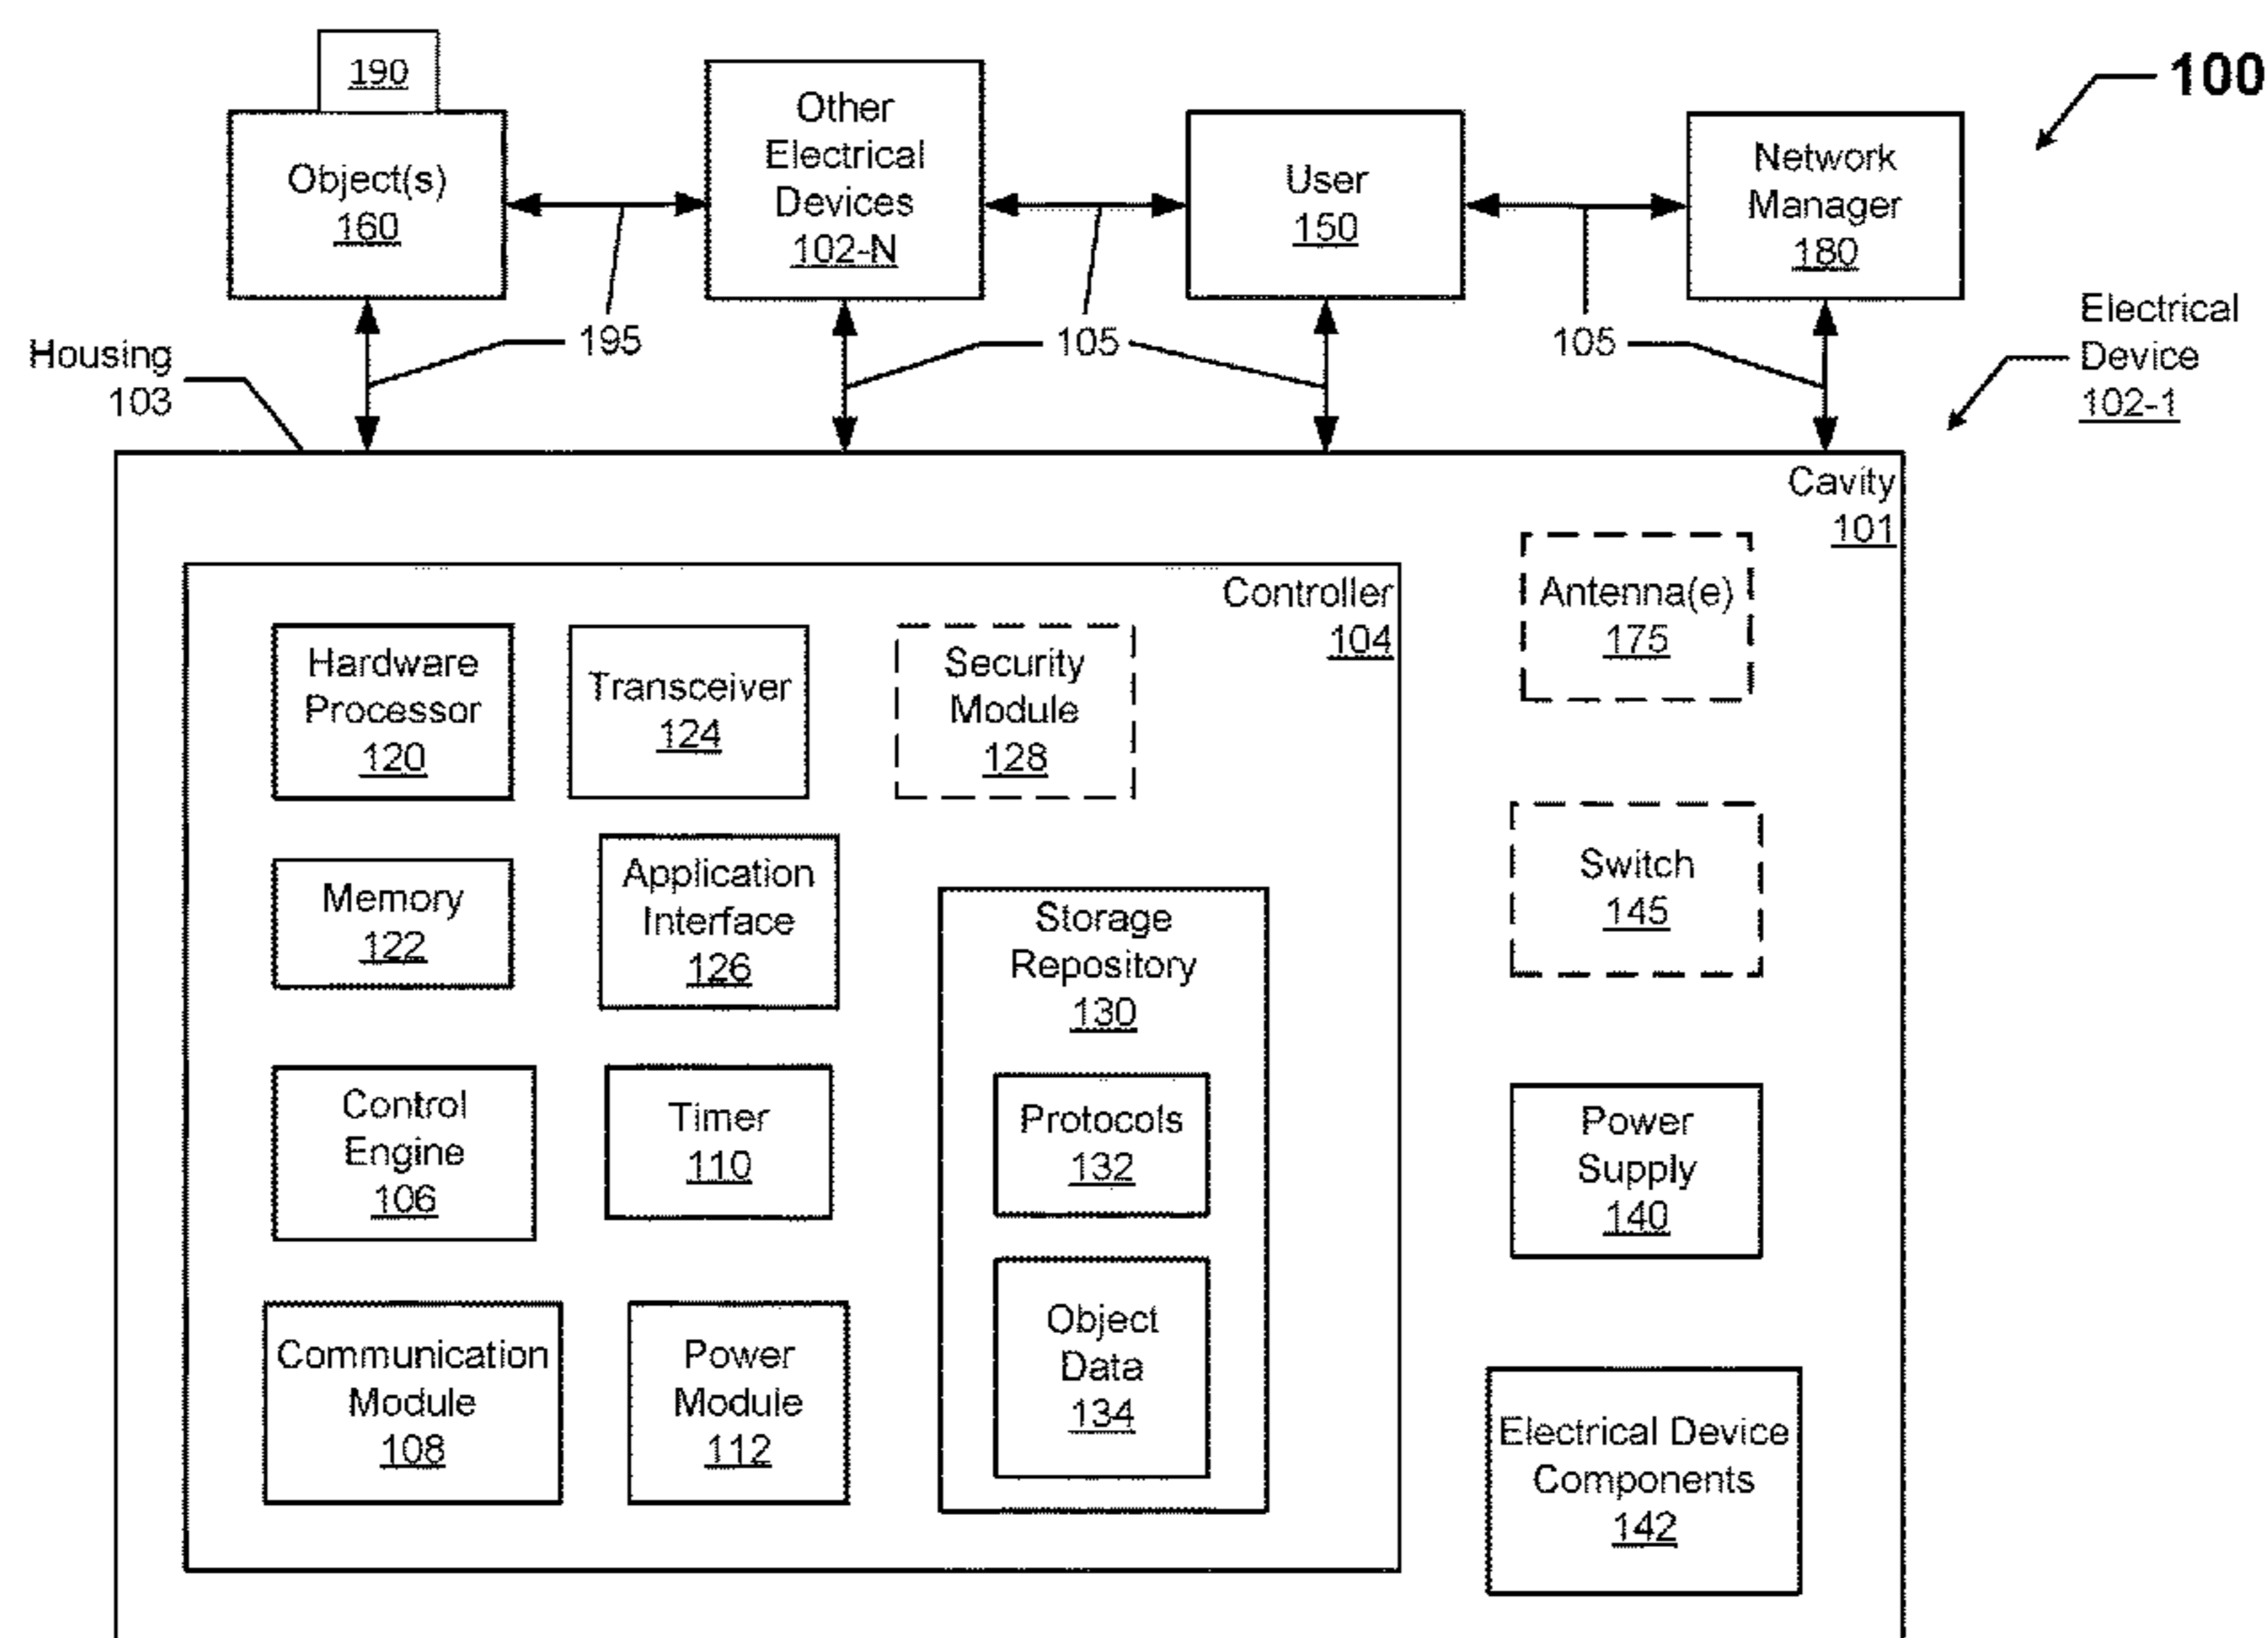 100
190
Object(s)
160
Other
Electrical
Devices
102-N
User
150
Network
Manager
180
195
105
105
Electrical
Device
102-1
Housing
103
Cavity
101
Controller
104
Hardware
Processor
120
Transceiver
124
Security
Module
128
Antenna(e)
175
Memory
122
Application
Interface
126
Storage
Repository
130
Switch
145
Control
Engine
106
Timer
110
Protocols
132
Power
Supply
140
Communication
Module
108
Power
Module
112
Object
Data
134
Electrical Device
Components
142